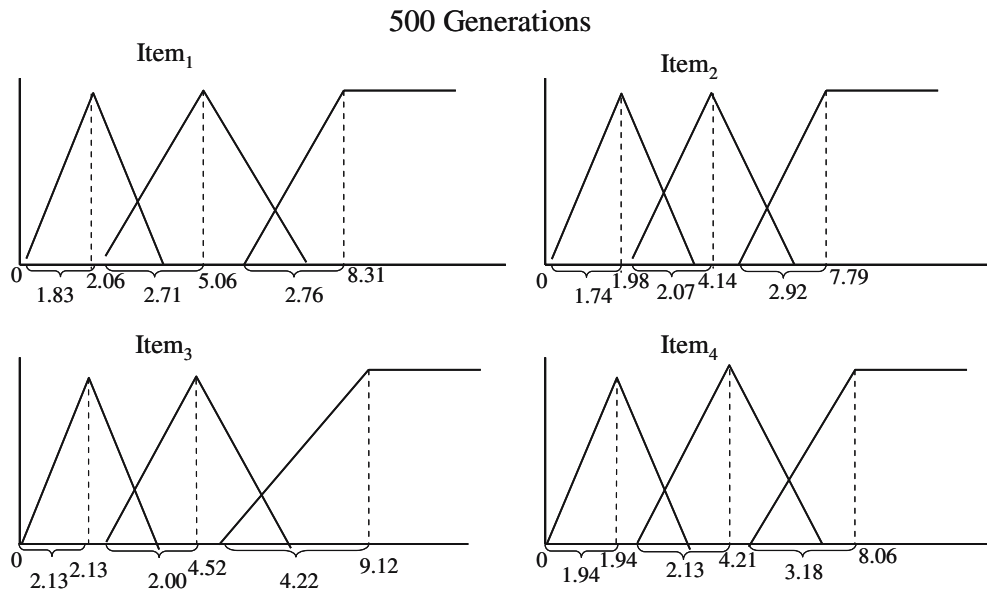 500 Generations
Item1
Item2
0 1.83 2.06 2.71 5.06 2.76 8.31
0 1.74 1.98 2.07 4.14 2.92 7.79
Item3
Item4
0 2.13 2.13 2.00 4.52 4.22 9.12
0 1.94 1.94 2.13 4.21 3.18 8.06